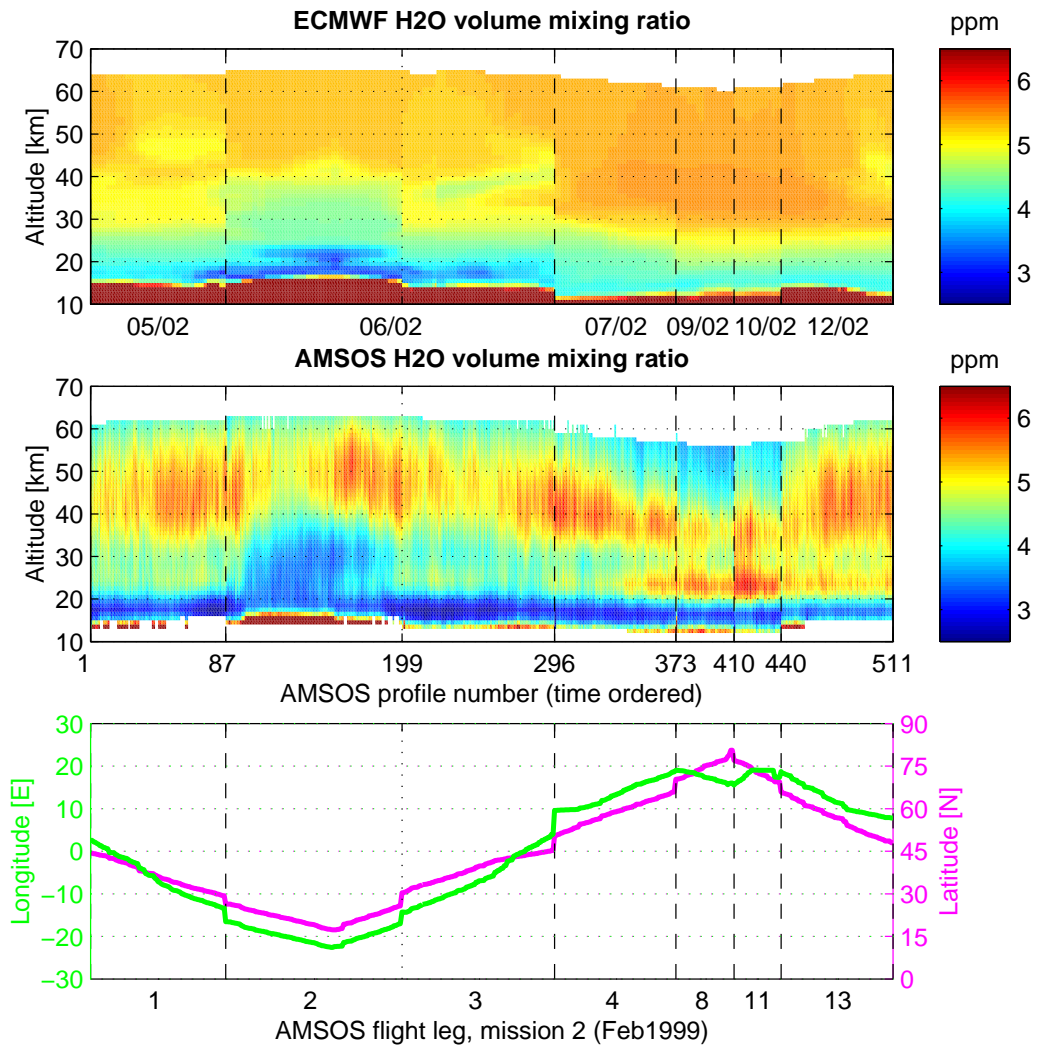 ECMWF H2O volume mixing ratio
ppm
70
60
50
40
30
20
10
Altitude [km]
6
5
4
3
05/02 06/02 07/02 09/02 10/02 12/02
AMSOS H2O volume mixing ratio
ppm
70
60
50
40
30
20
10
Altitude [km]
6
5
4
3
1 87 199 296 373 410 440 511
AMSOS profile number (time ordered)
30
20
10
0
−10
−20
−30
Longitude [E]
90
75
60
45
30
15
0
Latitude [N]
1 2 3 4 8 11 13
AMSOS flight leg, mission 2 (Feb1999)